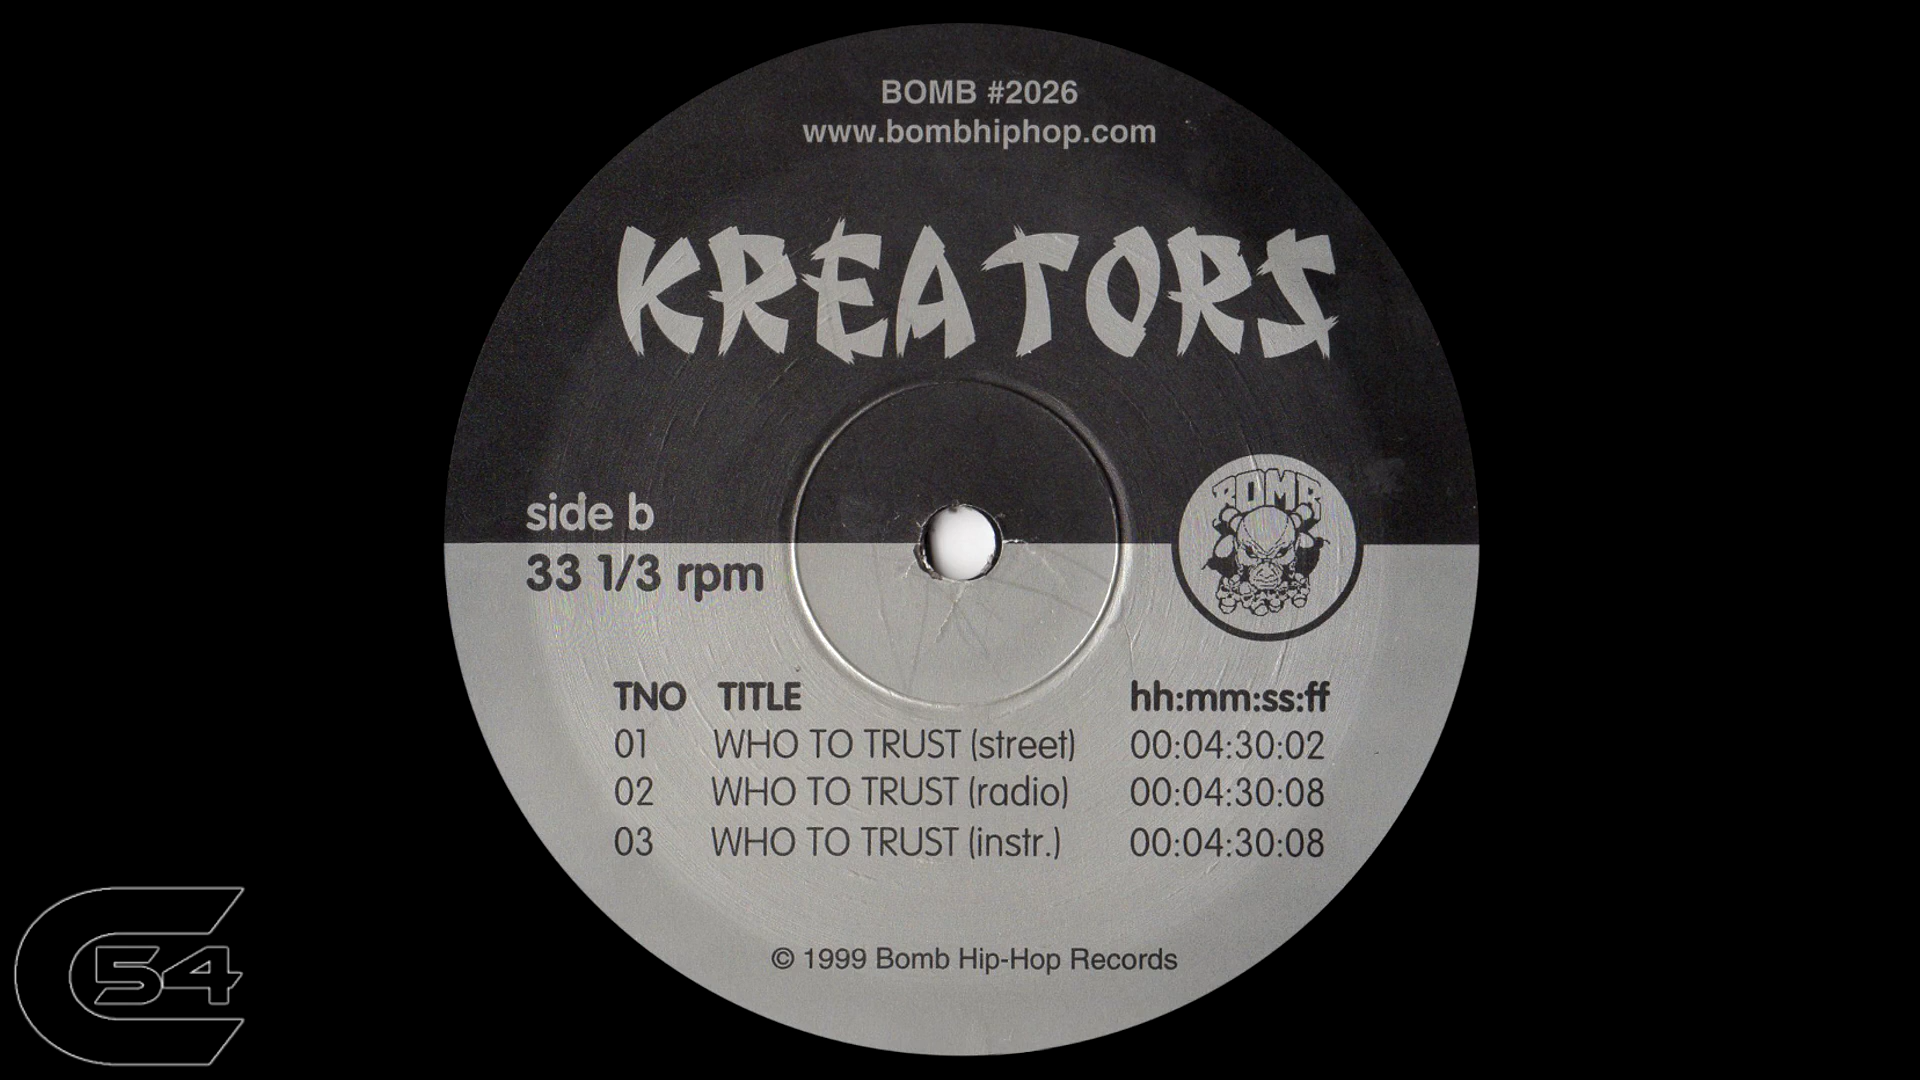 BOMB #2026
www.bombhiphop.com
KREATORS
side b
33 1/3 rpm
BOMB
TNO TITLE hh:mm:ss:ff
01 WHO TO TRUST (street) 00:04:30:02
02 WHO TO TRUST (radio) 00:04:30:08
03 WHO TO TRUST (instr.) 00:04:30:08
© 1999 Bomb Hip-Hop Records
C54